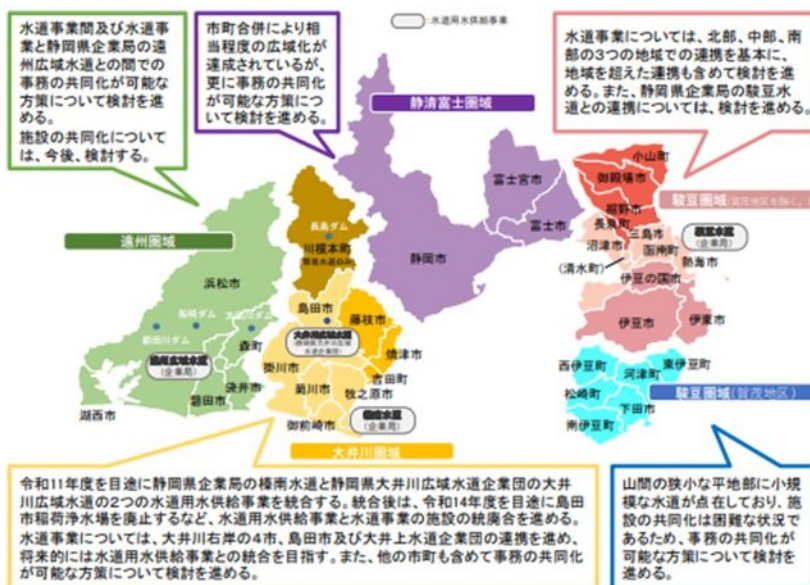 ：水道用水供給事業
水道事業間及び水道事
業と静岡県企業局の遠
州広域水道との間での
事務の共同化が可能な
方策について検討を進
める。
施設の共同化について
は、今後、検討する。
市町合併により相
当程度の広域化が
達成されているが、
更に事務の共同化
が可能な方策につ
いて検討を進める。
水道事業については、北部、中部、南
部の3つの地域での連携を基本に、
地域を超えた連携も含めて検討を進
める。また、静岡県企業局の駿豆水
道との連携については、検討を進める。
静清富士圏域
遠州圏域
駿豆圏域(賀茂地区を除く。)
小山町
御殿場市
裾野市
長泉町
三島市
沼津市
函南町
(清水町)
熱海市
伊豆の国市
伊豆市
伊東市
(企業局)
富士宮市
富士市
静岡市
長島ダム
川根本町
浜松市
船明ダム
太田川ダム
都田川ダム
森町
遠州広域水道
(企業局)
磐田市
袋井市
湖西市
島田市
藤枝市
大井川広域水道
焼津市
掛川市
吉田町
菊川市
牧之原市
榛南水道
(企業局)
御前崎市
大井川圏域
西伊豆町
東伊豆町
河津町
松崎町
下田市
南伊豆町
駿豆圏域(賀茂地区)
令和11年度を目途に静岡県企業局の榛南水道と静岡県大井川広域水道企業団の大井
川広域水道の2つの水道用水供給事業を統合する。統合後は、令和14年度を目途に島田
市稲荷浄水場を廃止するなど、水道用水供給事業と水道事業の施設の統廃合を進める。
水道事業については、大井川右岸の4市、島田市及び大井上水道企業団の連携を進め、
将来的には水道用水供給事業との統合を目指す。また、他の市町も含めて事務の共同化
が可能な方策について検討を進める。
山間の狭小な平地部に小規
模な水道が点在しており、施
設の共同化は困難な状況で
あるため、事務の共同化が
可能な方策について検討を
進める。